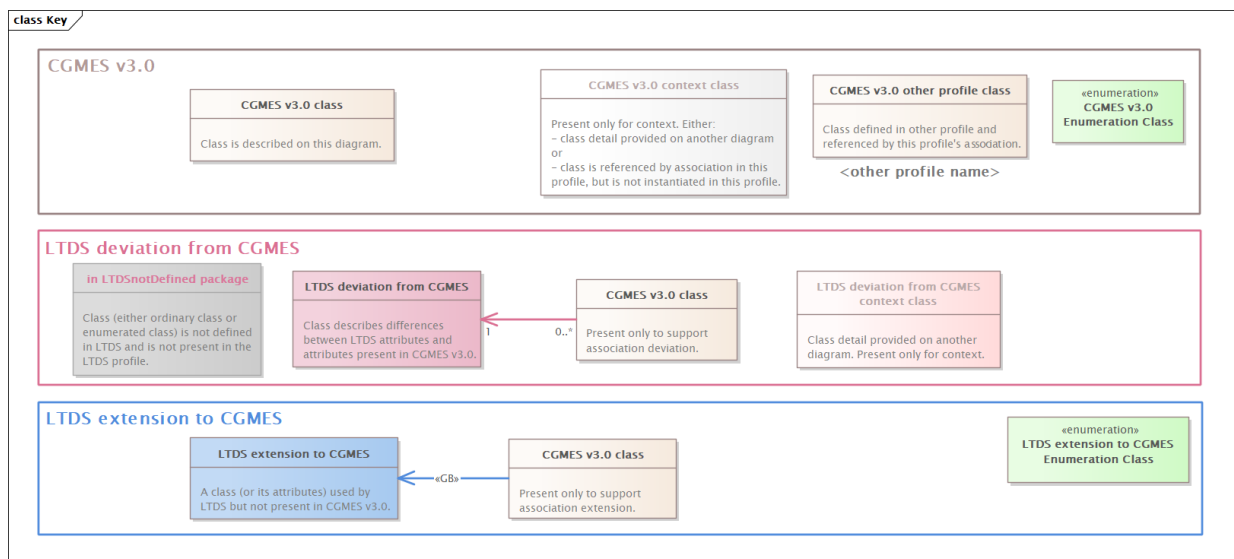 class Key
CGMES v3.0
CGMES v3.0 class
Class is described on this diagram.
CGMES v3.0 context class
Present only for context. Either:
- class detail provided on another diagram
or
- class is referenced by association in this
profile, but is not instantiated in this profile.
CGMES v3.0 other profile class
Class defined in other profile and
referenced by this profile's association.
<other profile name>
«enumeration»
CGMES v3.0
Enumeration Class
LTDS deviation from CGMES
in LTDSnotDefined package
Class (either ordinary class or
enumerated class) is not defined
in LTDS and is not present in the
LTDS profile.
LTDS deviation from CGMES
Class describes differences
between LTDS attributes and
attributes present in CGMES v3.0.
1
0..*
CGMES v3.0 class
Present only to support
association deviation.
LTDS deviation from CGMES
context class
Class detail provided on another
diagram. Present only for context.
LTDS extension to CGMES
LTDS extension to CGMES
A class (or its attributes) used by
LTDS but not present in CGMES v3.0.
«GB»
CGMES v3.0 class
Present only to support
association extension.
«enumeration»
LTDS extension to CGMES
Enumeration Class